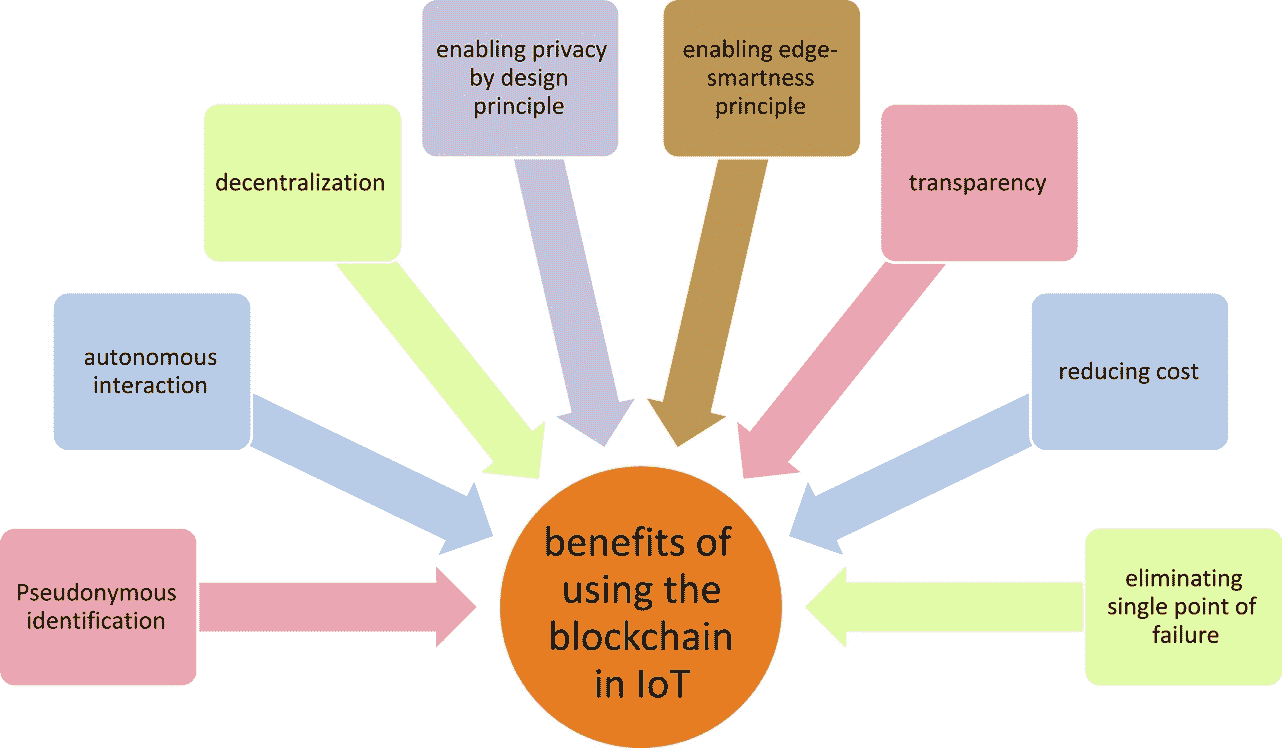 enabling privacy
by design
principle
enabling edge-
smartness
principle
decentralization
transparency
autonomous
interaction
reducing cost
Pseudonymous
identification
benefits of
using the
blockchain
in IoT
eliminating
single point of
failure